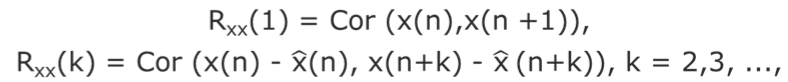 Rₓₓ(1) = Cor (x(n),x(n +1)),
Rₓₓ(k) = Cor (x(n) - x̂(n), x(n+k) - x̂ (n+k)), k = 2,3, ...,